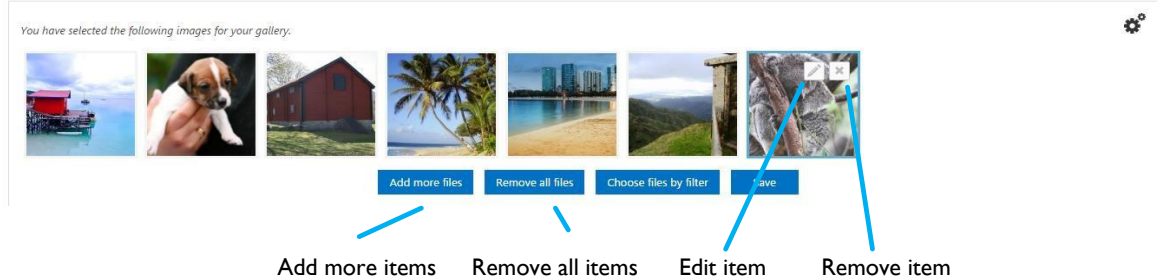 You have selected the following images for your gallery.
Add more files Remove all files Choose files by filter Save
Add more items Remove all items Edit item Remove item